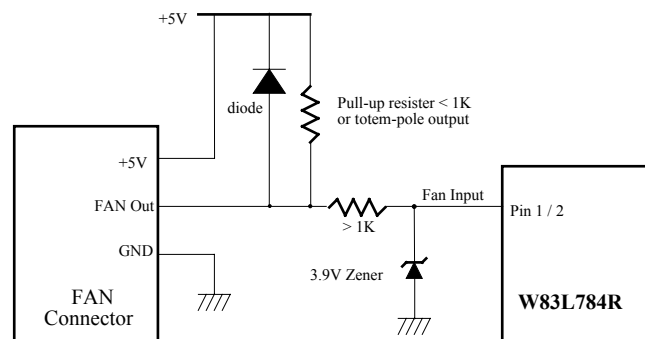 +5V
diode
Pull-up resister < 1K
or totem-pole output
+5V
FAN Out
Fan Input
Pin 1 / 2
> 1K
GND
3.9V Zener
FAN
Connector
W83L784R